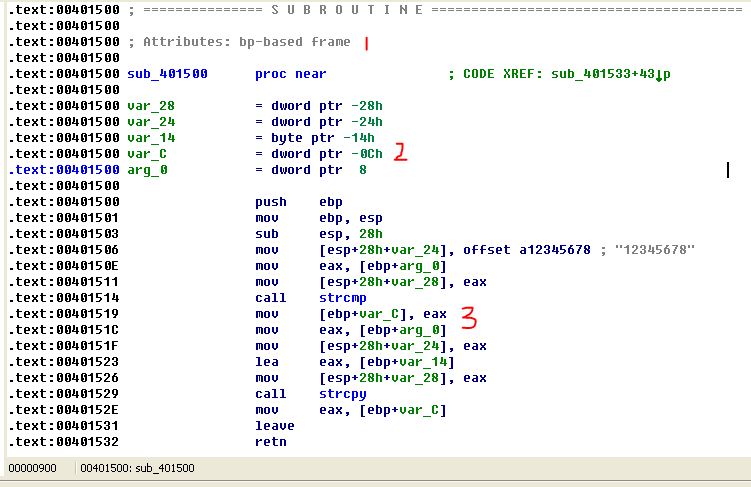 .text:00401500 ; =============== S U B R O U T I N E =======================================
.text:00401500
.text:00401500 ; Attributes: bp-based frame 1
.text:00401500
.text:00401500 sub_401500 proc near ; CODE XREF: sub_401533+43↓p
.text:00401500
.text:00401500 var_28 = dword ptr -28h
.text:00401500 var_24 = dword ptr -24h
.text:00401500 var_14 = byte ptr -14h
.text:00401500 var_C = dword ptr -0Ch 2
.text:00401500 arg_0 = dword ptr 8
.text:00401500
.text:00401500 push ebp
.text:00401501 mov ebp, esp
.text:00401503 sub esp, 28h
.text:00401506 mov [esp+28h+var_24], offset a12345678 ; "12345678"
.text:0040150E mov eax, [ebp+arg_0]
.text:00401511 mov [esp+28h+var_28], eax
.text:00401514 call strcmp
.text:00401519 mov [ebp+var_C], eax 3
.text:0040151C mov eax, [ebp+arg_0]
.text:0040151F mov [esp+28h+var_24], eax
.text:00401523 lea eax, [ebp+var_14]
.text:00401526 mov [esp+28h+var_28], eax
.text:00401529 call strcpy
.text:0040152E mov eax, [ebp+var_C]
.text:00401531 leave
.text:00401532 retn
00000900 00401500: sub_401500